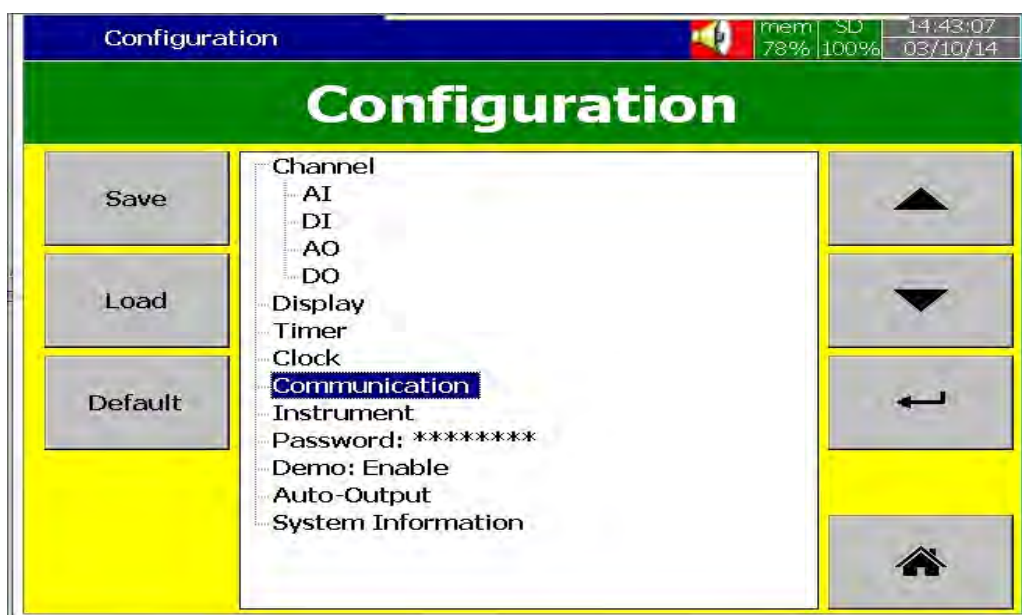 Configuration
mem SD 14:43:07
78% 100% 03/10/14
Configuration
Save
Load
Default
Channel
AI
DI
AO
DO
Display
Timer
Clock
Communication
Instrument
Password: ********
Demo: Enable
Auto-Output
System Information